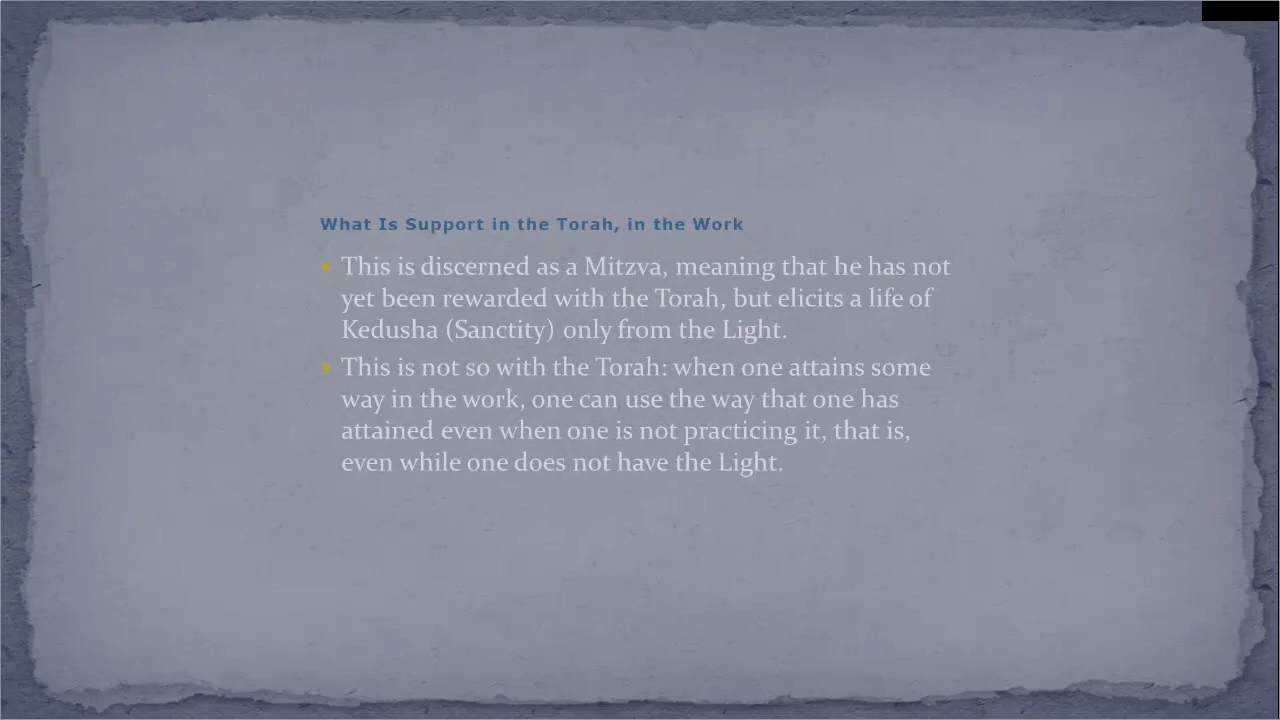 What Is Support in the Torah, in the Work
This is discerned as a Mitzva, meaning that he has not
yet been rewarded with the Torah, but elicits a life of
Kedusha (Sanctity) only from the Light.
This is not so with the Torah: when one attains some
way in the work, one can use the way that one has
attained even when one is not practicing it, that is,
even while one does not have the Light.